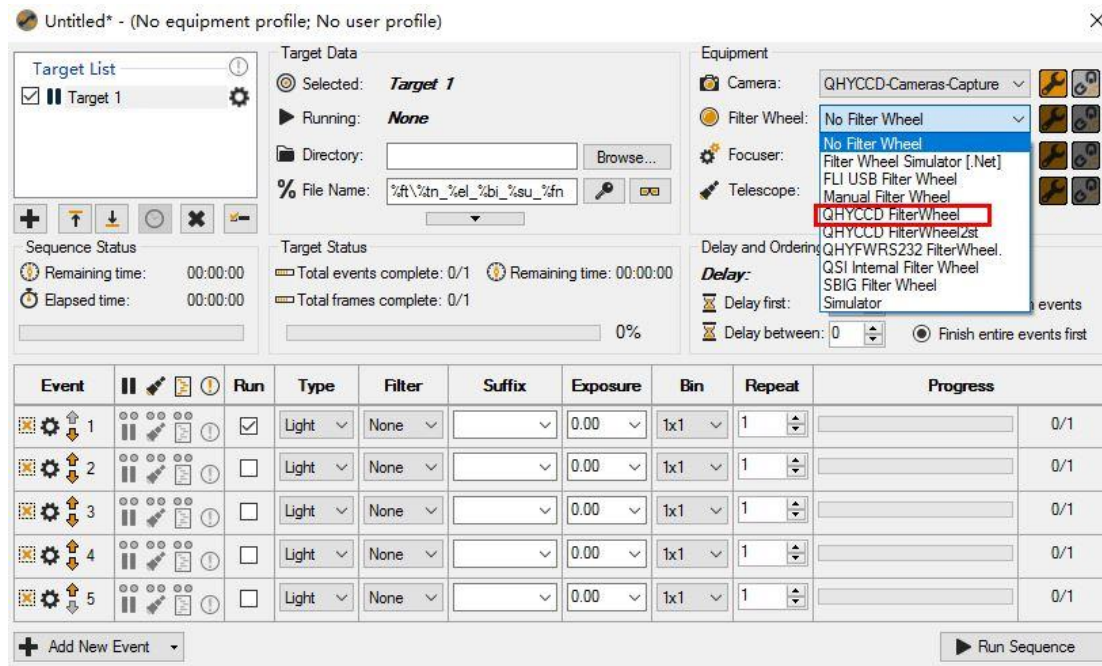 Untitled* - (No equipment profile; No user profile)
Target List
Target 1
Target Data
Selected: Target 1
Running: None
Directory: Browse...
File Name: %ft\%tn_%el_%bi_%su_%fn
Equipment
Camera: QHYCCD-Cameras-Capture
Filter Wheel: No Filter Wheel
No Filter Wheel
Filter Wheel Simulator [.Net]
FLI USB Filter Wheel
Manual Filter Wheel
QHYCCD FilterWheel
QHYCCD FilterWheel2st
QHYFWRS232 FilterWheel.
QSI Internal Filter Wheel
SBIG Filter Wheel
Simulator
Focuser:
Telescope:
Sequence Status
Remaining time: 00:00:00
Elapsed time: 00:00:00
Target Status
Total events complete: 0/1 Remaining time: 00:00:00
Total frames complete: 0/1
0%
Delay and Ordering
Delay:
Delay first: events
Delay between: 0 Finish entire events first
Event Run Type Filter Suffix Exposure Bin Repeat Progress
1 Light None 0.00 1x1 1 0/1
2 Light None 0.00 1x1 1 0/1
3 Light None 0.00 1x1 1 0/1
4 Light None 0.00 1x1 1 0/1
5 Light None 0.00 1x1 1 0/1
Add New Event Run Sequence